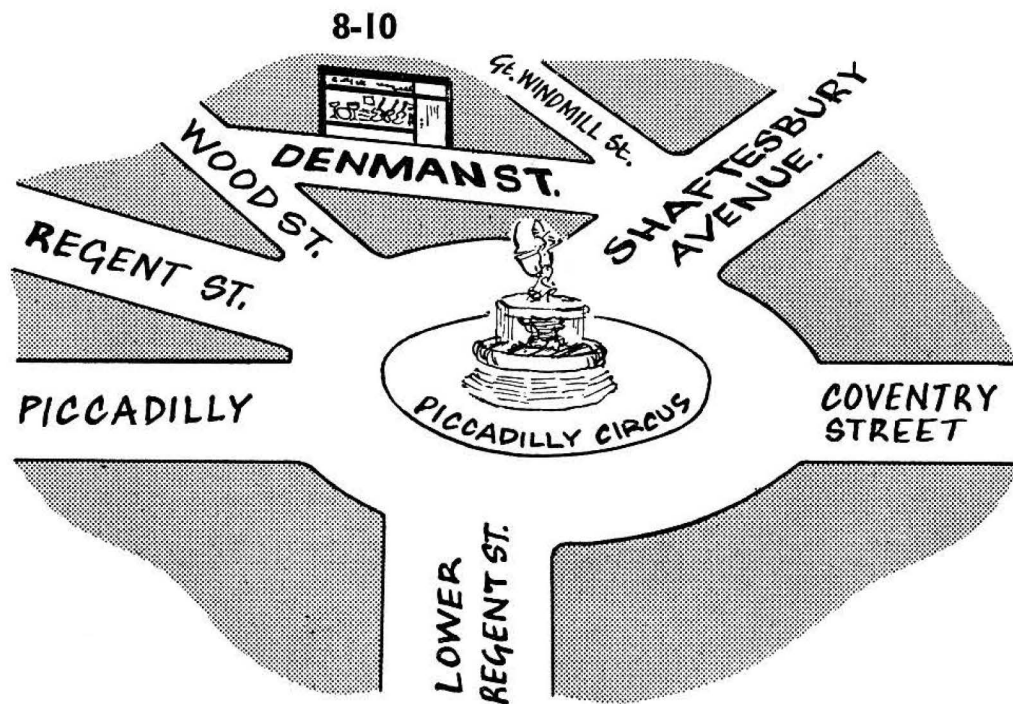 8-10
Gt. WINDMILL St.
WOOD ST.
DENMAN ST.
SHAFTESBURY
AVENUE.
REGENT ST.
PICCADILLY
PICCADILLY CIRCUS
COVENTRY
STREET
LOWER
REGENT ST.